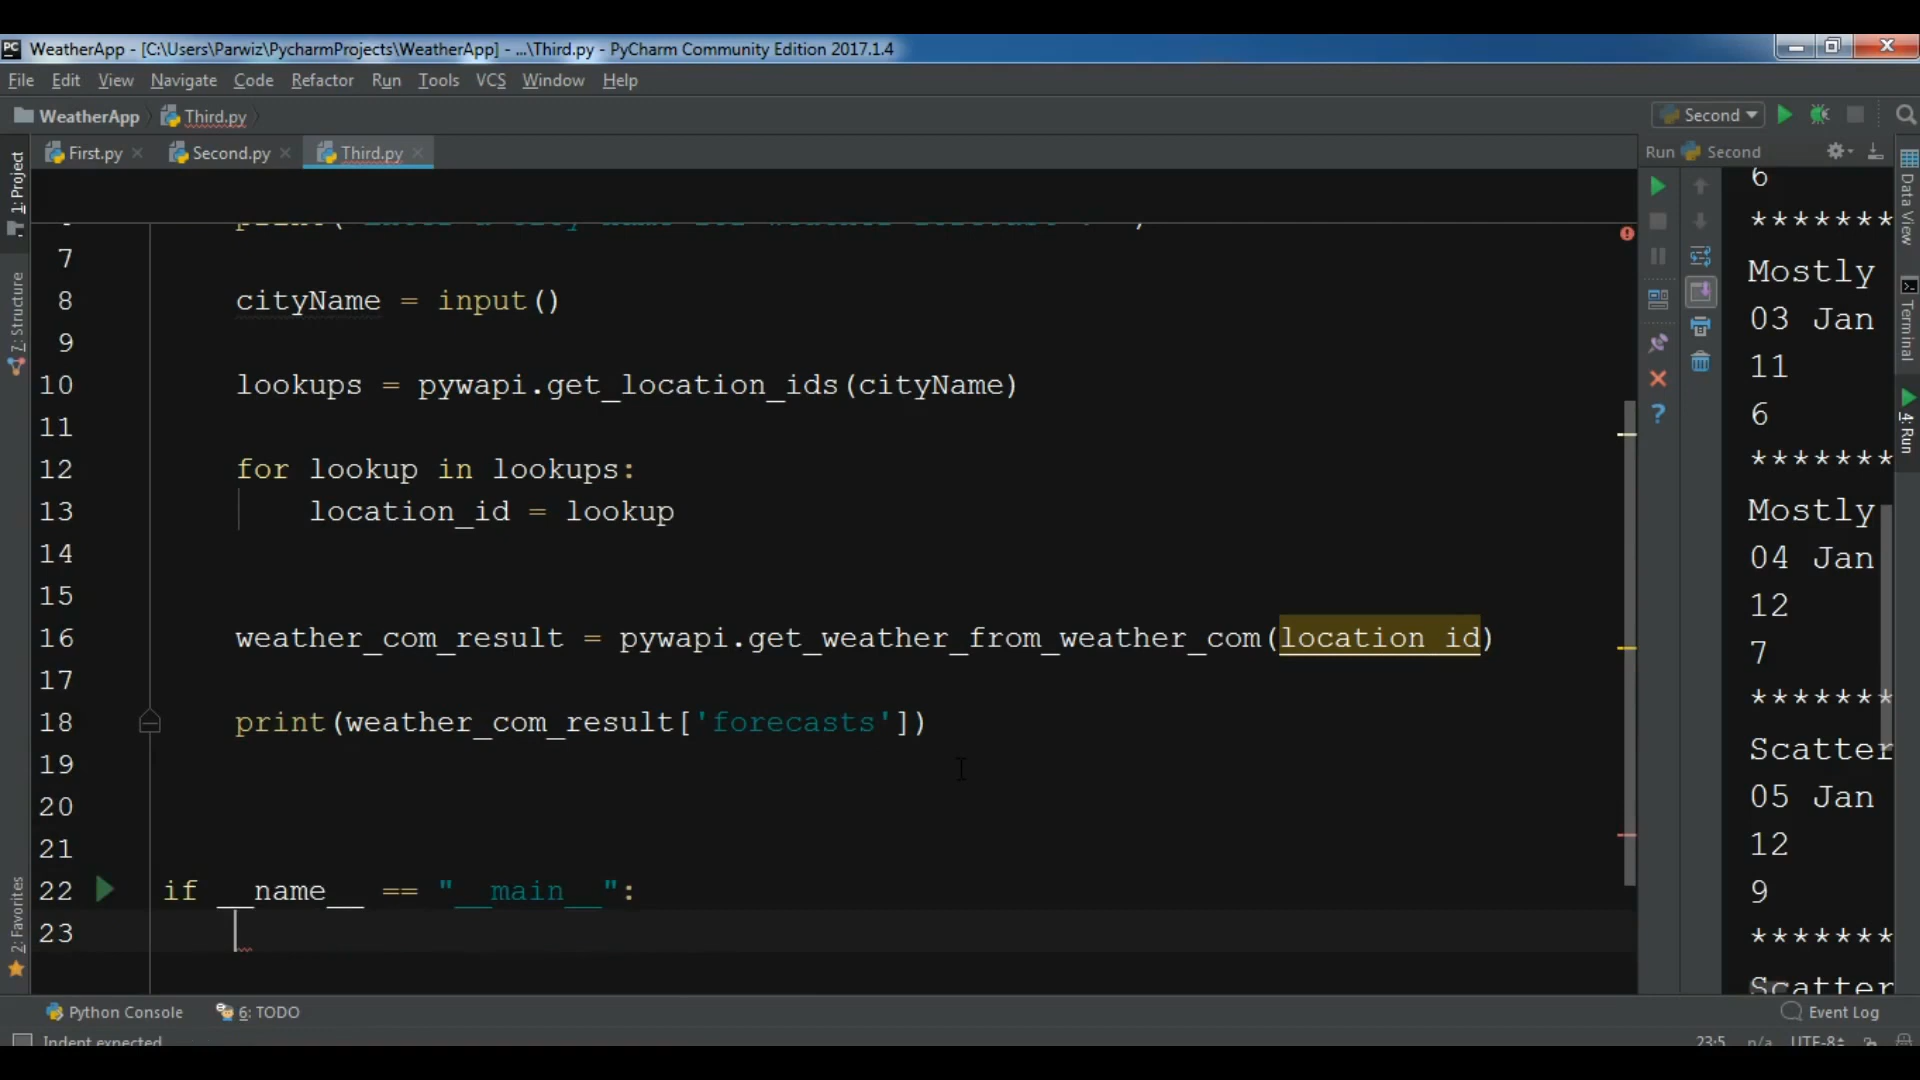 WeatherApp - [C:\Users\Parwiz\PycharmProjects\WeatherApp] - ...\Third.py - PyCharm Community Edition 2017.1.4
File Edit View Navigate Code Refactor Run Tools VCS Window Help
WeatherApp Third.py Second
First.py Second.py Third.py Run Second
1: Project
7: Structure
2: Favorites
7
8 cityName = input()
9
10 lookups = pywapi.get_location_ids(cityName)
11
12 for lookup in lookups:
13 location_id = lookup
14
15
16 weather_com_result = pywapi.get_weather_from_weather_com(location_id)
17
18 print(weather_com_result['forecasts'])
19
20
21
22 if __name__ == "__main__":
23
6
*******
Mostly
03 Jan
11
6
*******
Mostly
04 Jan
12
7
*******
Scatter
05 Jan
12
9
*******
Scatter
Data View
Terminal
4: Run
Python Console 6: TODO Event Log
Indent expected 23:5 n/a UTF-8